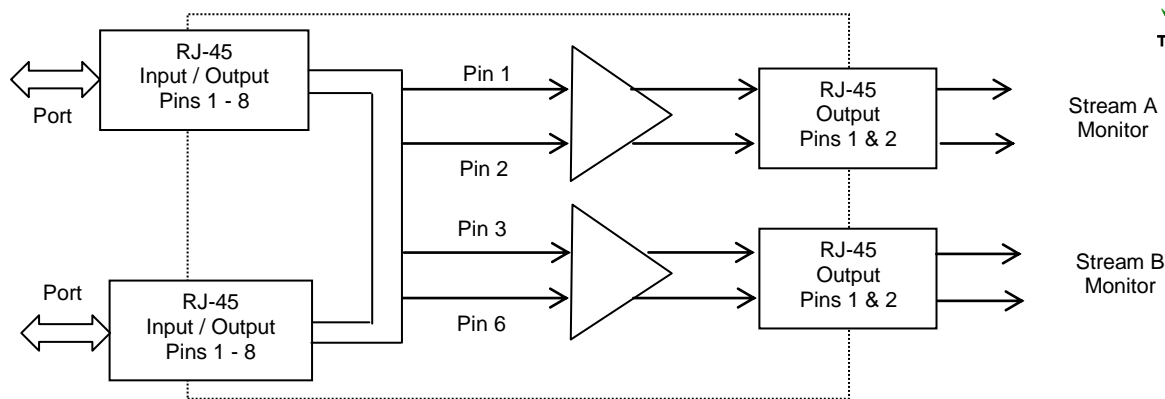 RJ-45
Input / Output
Pins 1 - 8
Port
Pin 1
Pin 2
RJ-45
Output
Pins 1 & 2
Stream A
Monitor
Pin 3
Pin 6
RJ-45
Output
Pins 1 & 2
Stream B
Monitor
Port
RJ-45
Input / Output
Pins 1 - 8
T